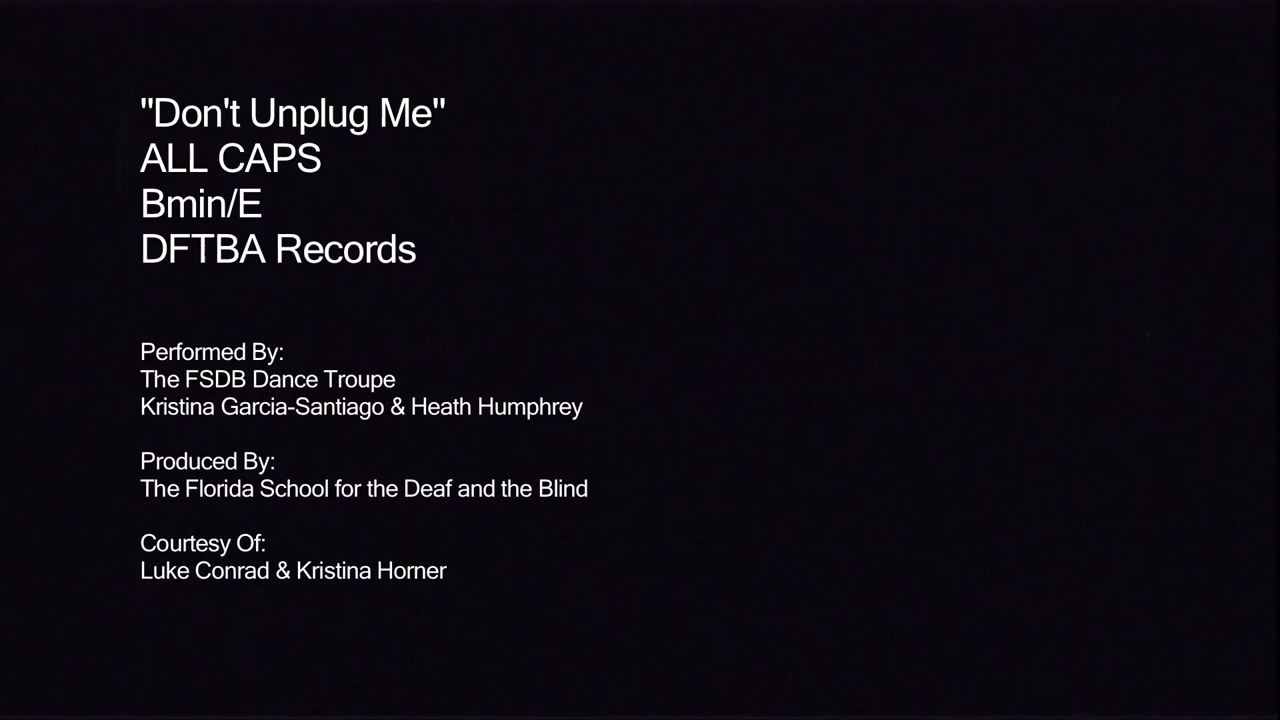 "Don't Unplug Me"
ALL CAPS
Bmin/E
DFTBA Records
Performed By:
The FSDB Dance Troupe
Kristina Garcia-Santiago & Heath Humphrey
Produced By:
The Florida School for the Deaf and the Blind
Courtesy Of:
Luke Conrad & Kristina Horner